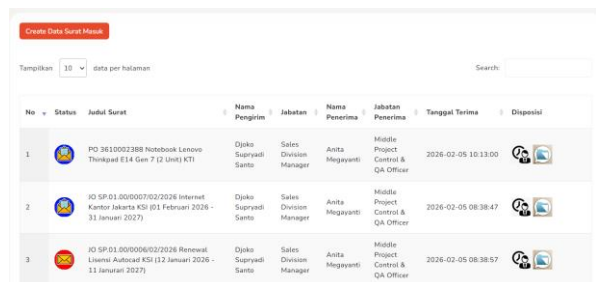 Create Data Surat Masuk
Tampilkan 10 data per halaman
Search:
No Status Judul Surat Nama Pengirim Jabatan Nama Penerima Jabatan Penerima Tanggal Terima Disposisi
1 PO 3610002388 Notebook Lenovo Thinkpad E14 Gen 7 (2 Unit) KTI Djoko Supryadi Santo Sales Division Manager Anita Megayanti Middle Project Control & QA Officer 2026-02-05 10:13:00
2 JO SP.01.00/0007/02/2026 Internet Kantor Jakarta KSI (01 Februari 2026 - 31 Januari 2027) Djoko Supryadi Santo Sales Division Manager Anita Megayanti Middle Project Control & QA Officer 2026-02-05 08:38:47
3 JO SP.01.00/0006/02/2026 Renewal Lisensi Autocad KSI (12 Januari 2026 - 11 Janurari 2027) Djoko Supryadi Santo Sales Division Manager Anita Megayanti Middle Project Control & QA Officer 2026-02-05 08:38:57